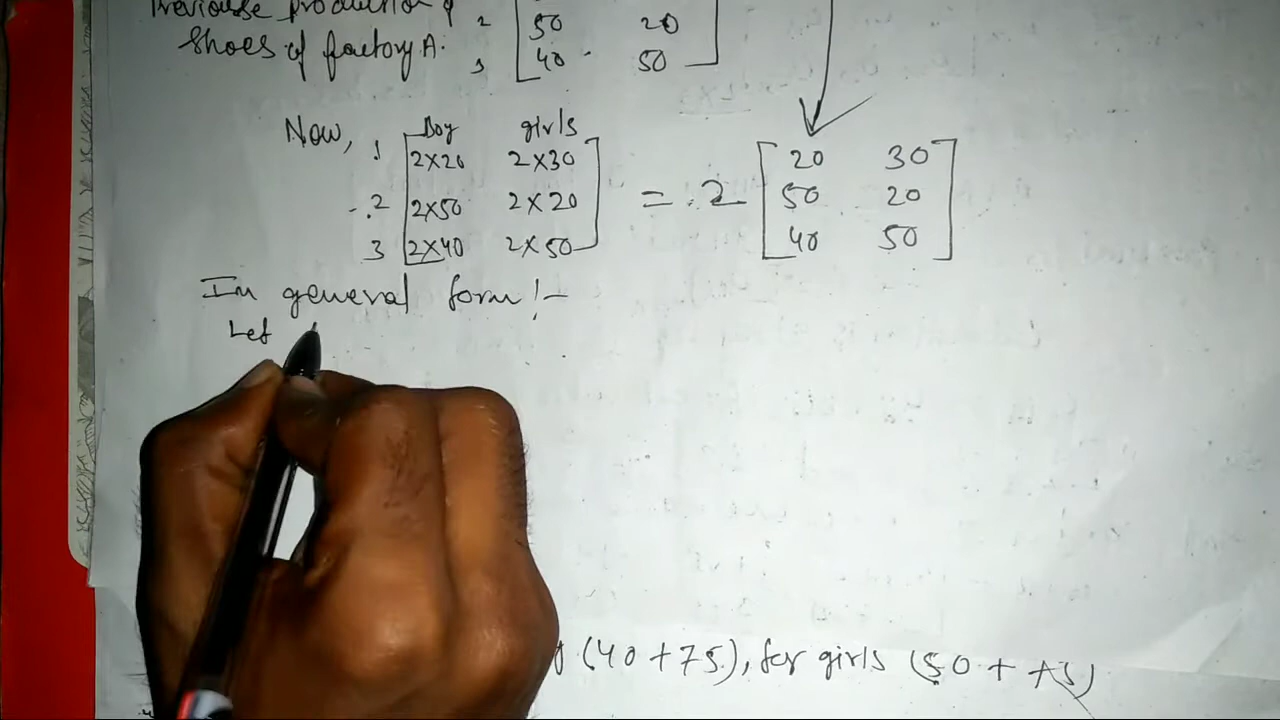 Previouse production of
2 50 20
Shoes of factory A.
3 40 50
Now, Boy girls
1 2×20 2×30 20 30
2 2×50 2×20 = 2 50 20
3 2×40 2×50 40 50
In general form!-
Let
(40+75), for girls (50+75)